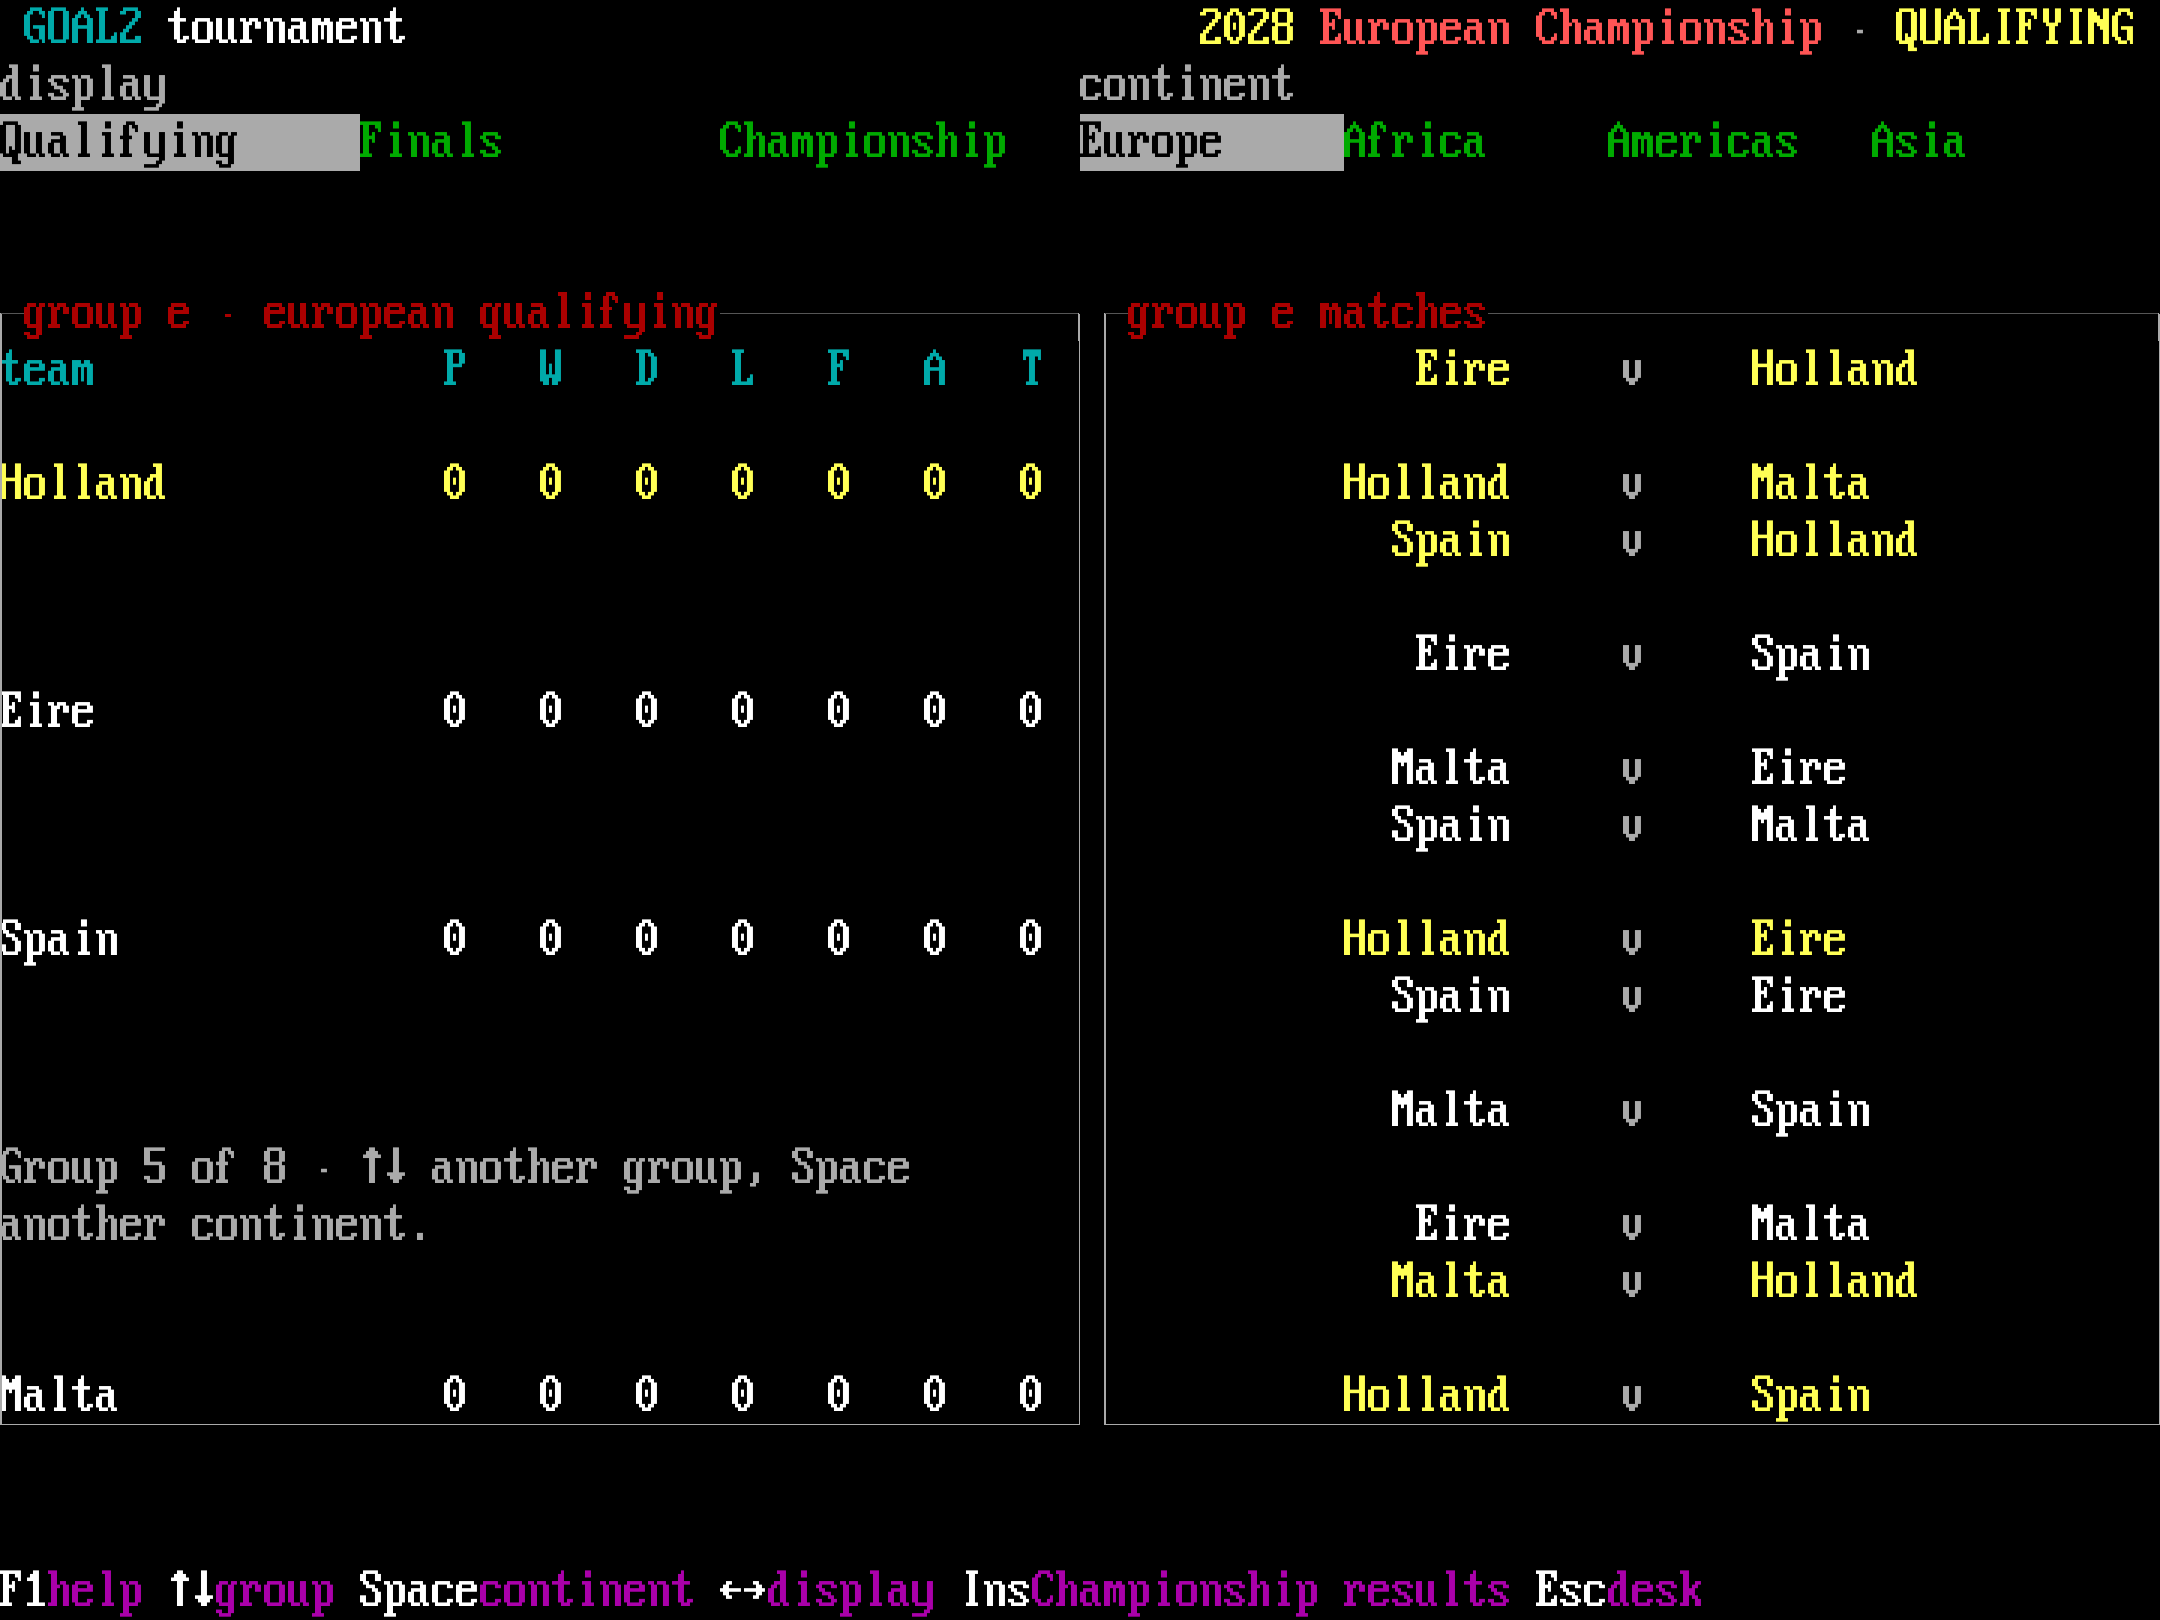 GOAL2 tournament 2028 European Championship · QUALIFYING
display continent
Qualifying Finals Championship Europe Africa Americas Asia
group e · european qualifying group e matches
team P W D L F A T Eire v Holland
Holland 0 0 0 0 0 0 0 Holland v Malta
Spain v Holland
Eire v Spain
Eire 0 0 0 0 0 0 0
Malta v Eire
Spain v Malta
Spain 0 0 0 0 0 0 0 Holland v Eire
Spain v Eire
Malta v Spain
Group 5 of 8 · ↑↓ another group, Space
another continent. Eire v Malta
Malta v Holland
Malta 0 0 0 0 0 0 0 Holland v Spain
F1help ↑↓group Spacecontinent ↔display InsChampionship results Escdesk